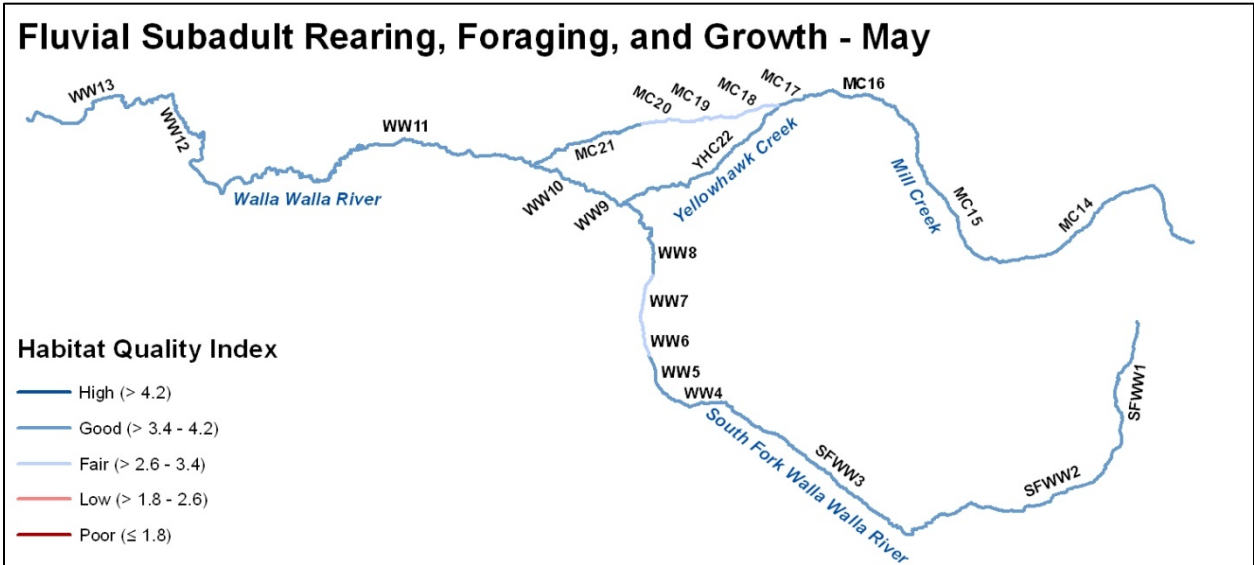 Fluvial Subadult Rearing, Foraging, and Growth - May
WW13
WW12
Walla Walla River
WW11
MC21
MC20
MC19
MC18
MC17
MC16
YHC22
Yellowhawk Creek
Mill Creek
MC15
MC14
WW10
WW9
WW8
WW7
WW6
WW5
WW4
South Fork Walla Walla River
SFWW3
SFWW2
SFWW1
Habitat Quality Index
High (> 4.2)
Good (> 3.4 - 4.2)
Fair (> 2.6 - 3.4)
Low (> 1.8 - 2.6)
Poor (≤ 1.8)